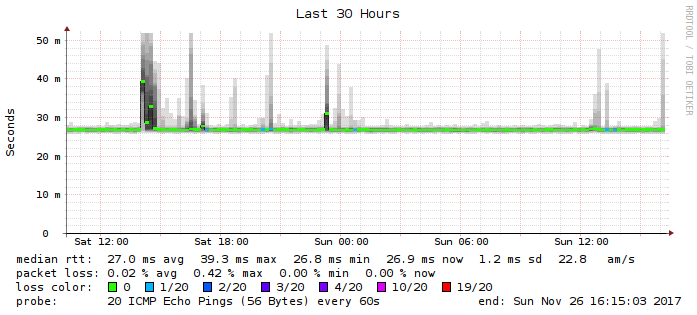 Last 30 Hours
RRDTOOL / TOBI OETIKER
Seconds
50 m
40 m
30 m
20 m
10 m
0
Sat 12:00 Sat 18:00 Sun 00:00 Sun 06:00 Sun 12:00
median rtt: 27.0 ms avg 39.3 ms max 26.8 ms min 26.9 ms now 1.2 ms sd 22.8 am/s
packet loss: 0.02 % avg 0.42 % max 0.00 % min 0.00 % now
loss color: 0 1/20 2/20 3/20 4/20 10/20 19/20
probe: 20 ICMP Echo Pings (56 Bytes) every 60s end: Sun Nov 26 16:15:03 2017